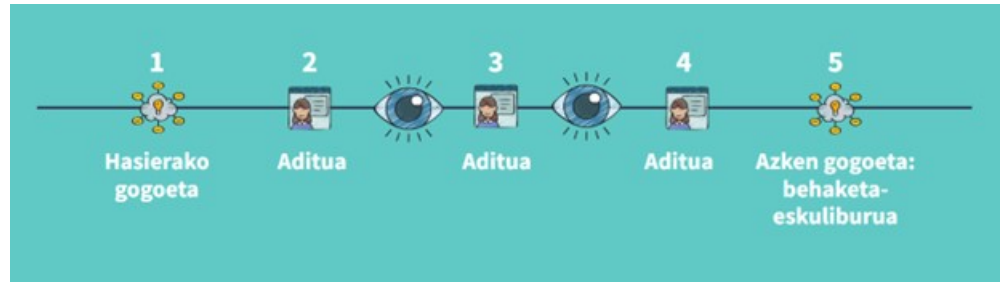 1
2
3
4
5
Hasierako
gogoeta
Aditua
Aditua
Aditua
Azken gogoeta:
behaketa-
eskuliburua